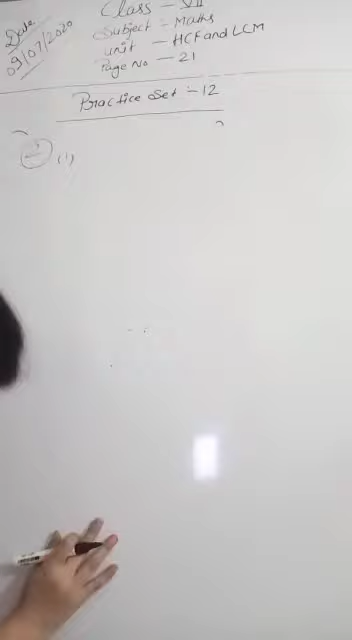 Date
09/07/2020
Class - VII
Subject - Maths
Unit - HCF and LCM
Page No - 21
Practice Set - 12
(1)